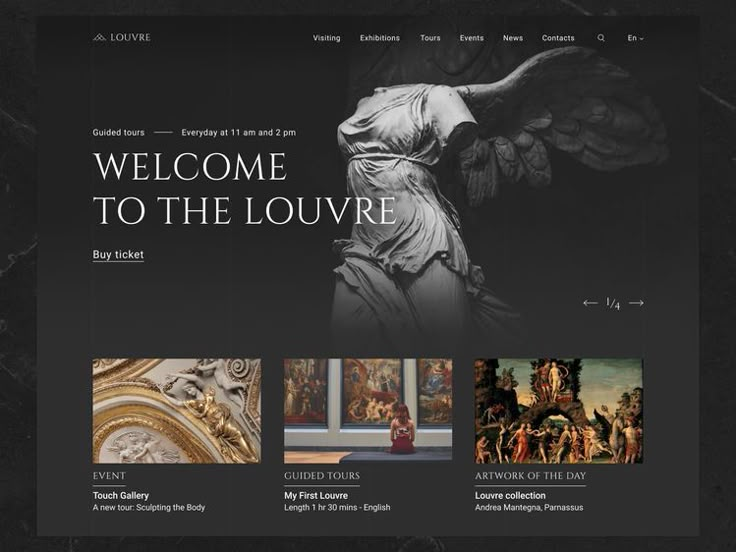 LOUVRE
Visiting Exhibitions Tours Events News Contacts En
Guided tours — Everyday at 11 am and 2 pm
WELCOME
TO THE LOUVRE
Buy ticket
1/4
EVENT
Touch Gallery
A new tour: Sculpting the Body
GUIDED TOURS
My First Louvre
Length 1 hr 30 mins - English
ARTWORK OF THE DAY
Louvre collection
Andrea Mantegna, Parnassus